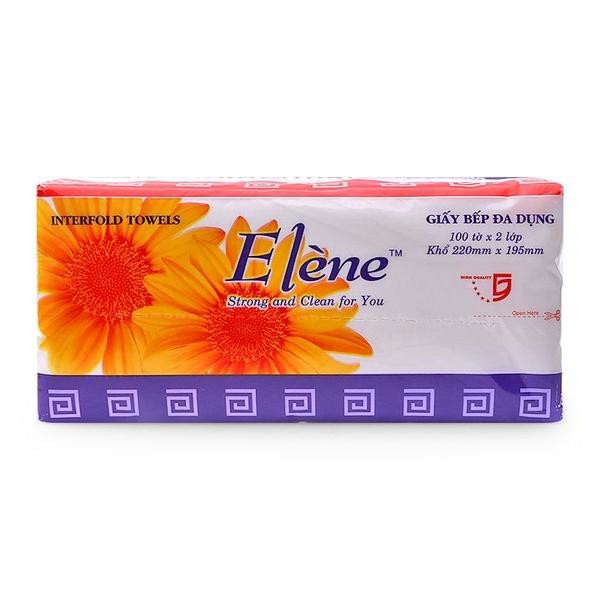 INTERFOLD TOWELS
Elène™
Strong and Clean for You
GIẤY BẾP ĐA DỤNG
100 tờ x 2 lớp
Khổ 220mm x 195mm
HIGH QUALITY
Open Here